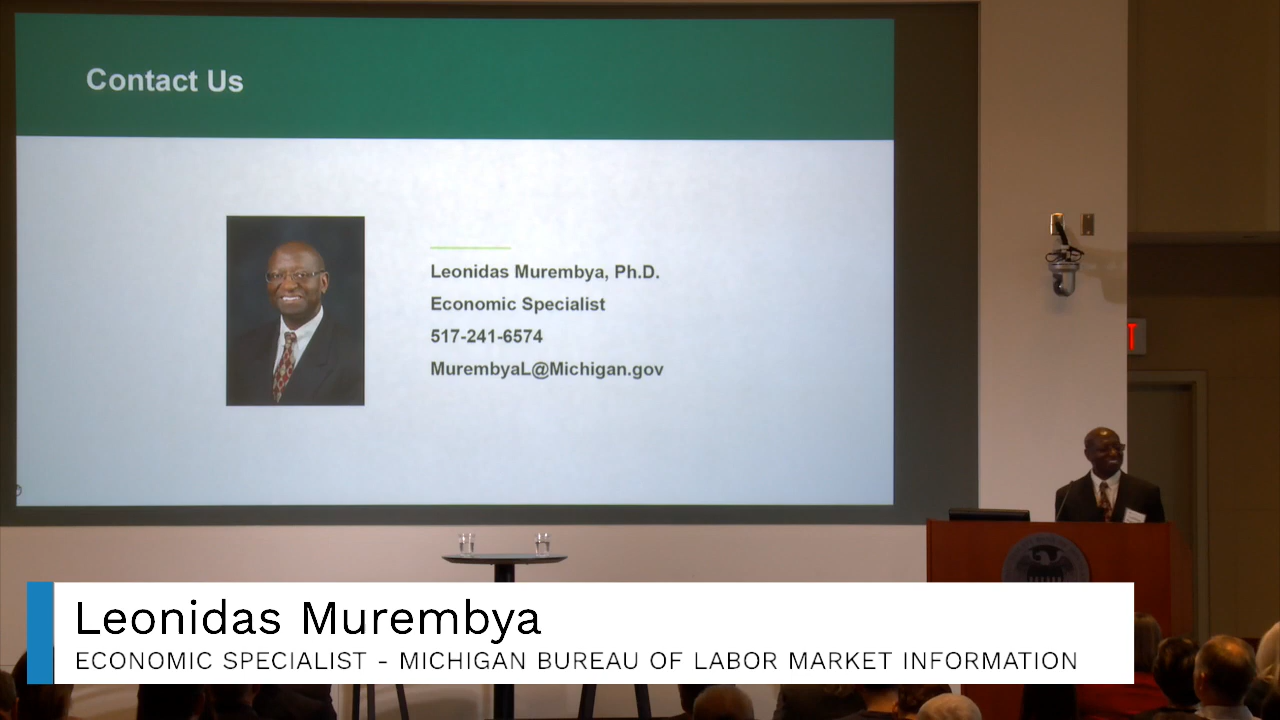 Contact Us
Leonidas Murembya, Ph.D.
Economic Specialist
517-241-6574
MurembyaL@Michigan.gov
T
Leonidas Murembya
ECONOMIC SPECIALIST - MICHIGAN BUREAU OF LABOR MARKET INFORMATION